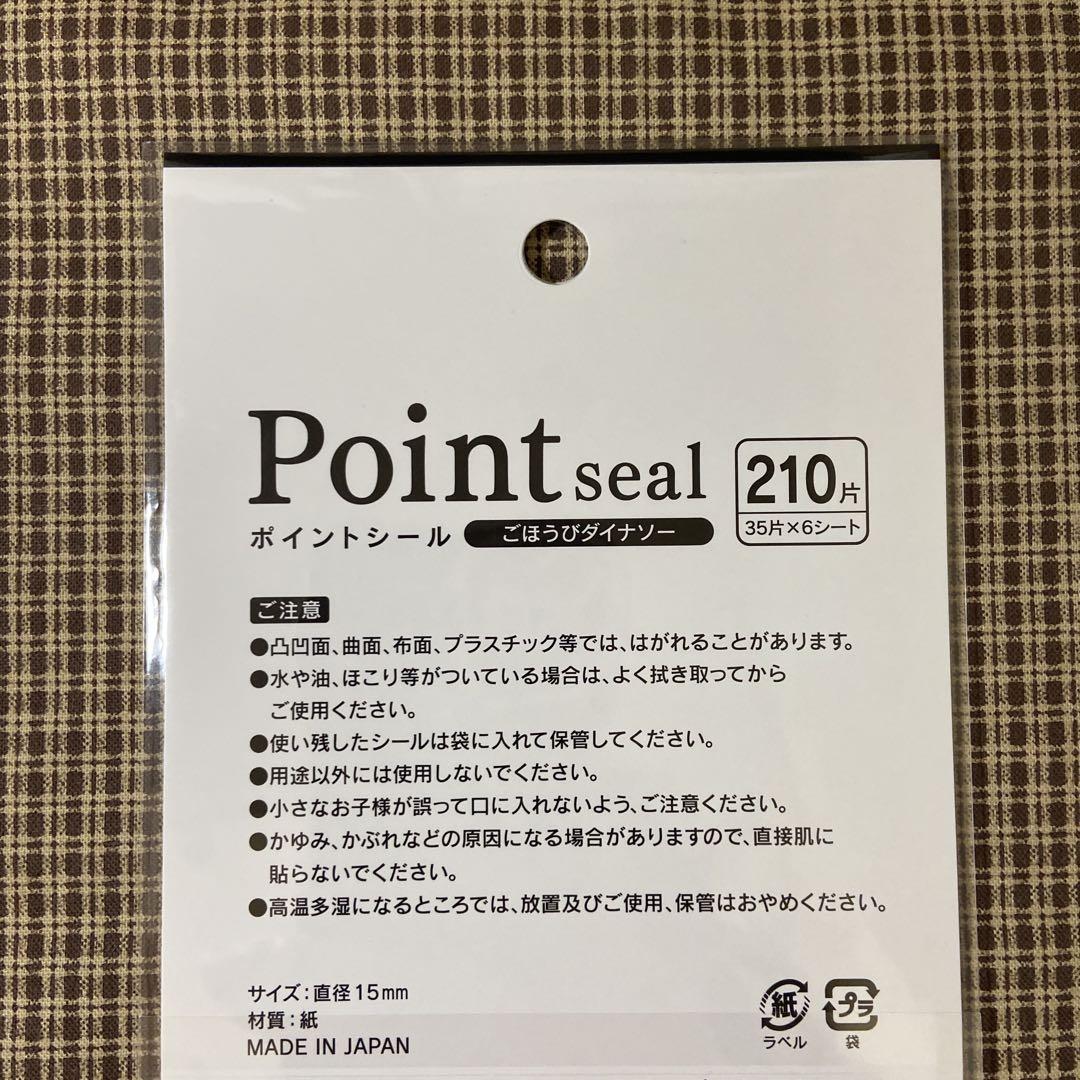 Point seal
210片
35片×6シート
ポイントシール ごほうびダイナソー
ご注意
●凸凹面、曲面、布面、プラスチック等では、はがれることがあります。
●水や油、ほこり等がついている場合は、よく拭き取ってから
ご使用ください。
●使い残したシールは袋に入れて保管してください。
●用途以外には使用しないでください。
●小さなお子様が誤って口に入れないよう、ご注意ください。
●かゆみ、かぶれなどの原因になる場合がありますので、直接肌に
貼らないでください。
●高温多湿になるところでは、放置及びご使用、保管はおやめください。
サイズ：直径15mm
材質：紙
MADE IN JAPAN
紙
ラベル
プラ
袋